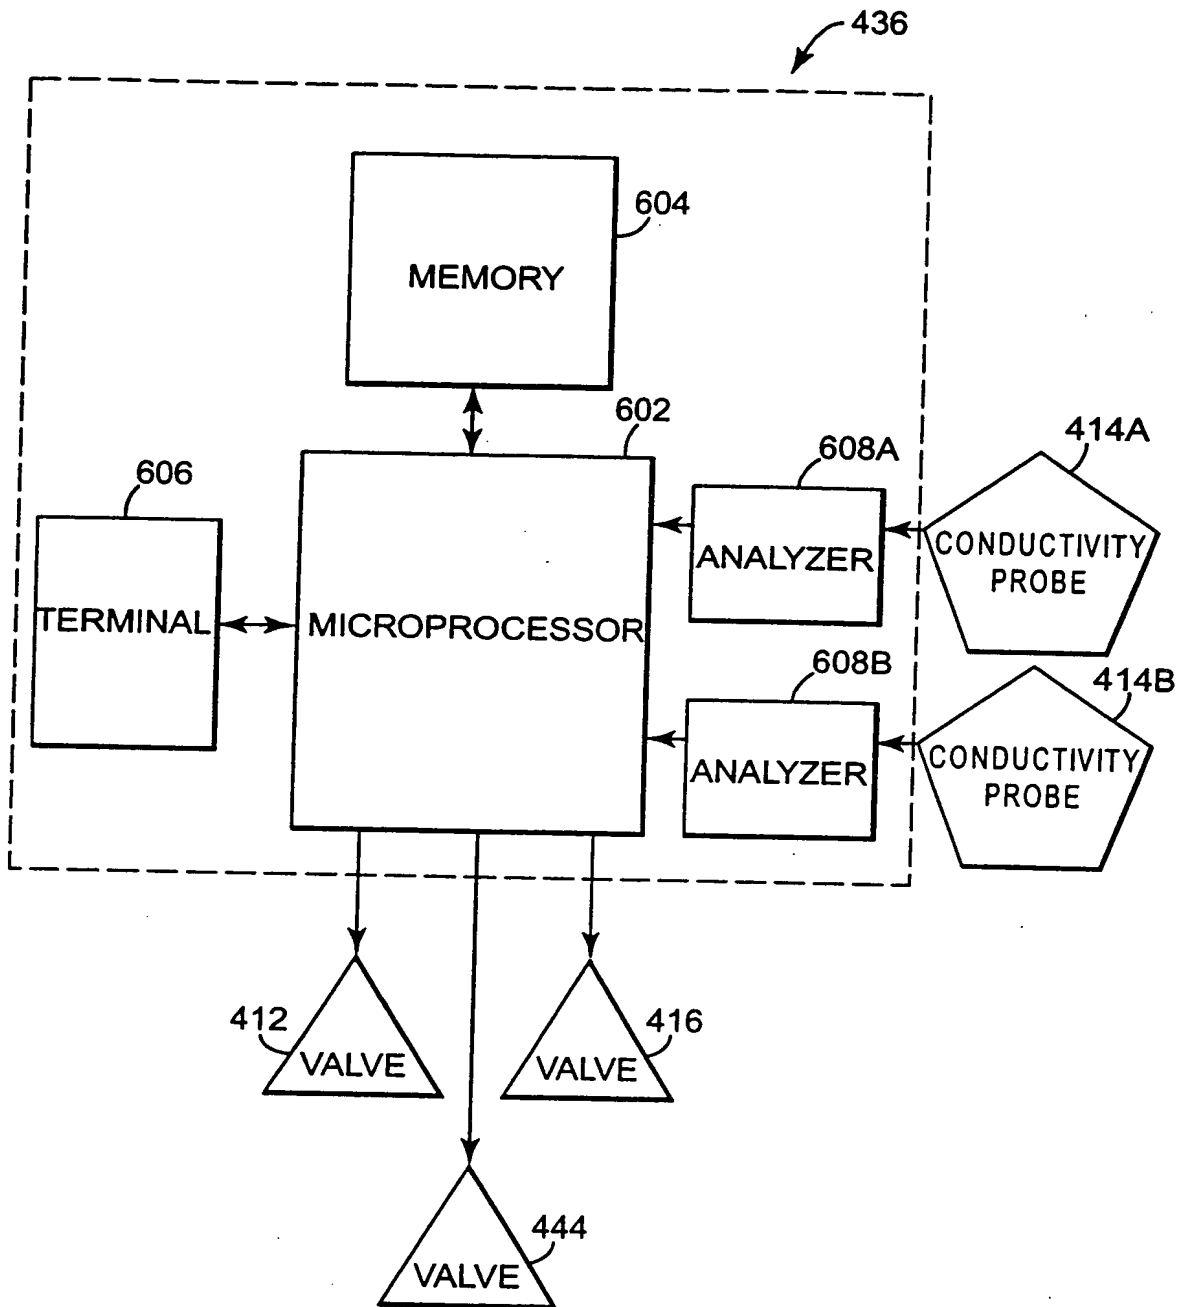 436
604
MEMORY
602
414A
608A
606
ANALYZER
CONDUCTIVITY
PROBE
TERMINAL
MICROPROCESSOR
608B
414B
ANALYZER
CONDUCTIVITY
PROBE
412
VALVE
416
VALVE
444
VALVE